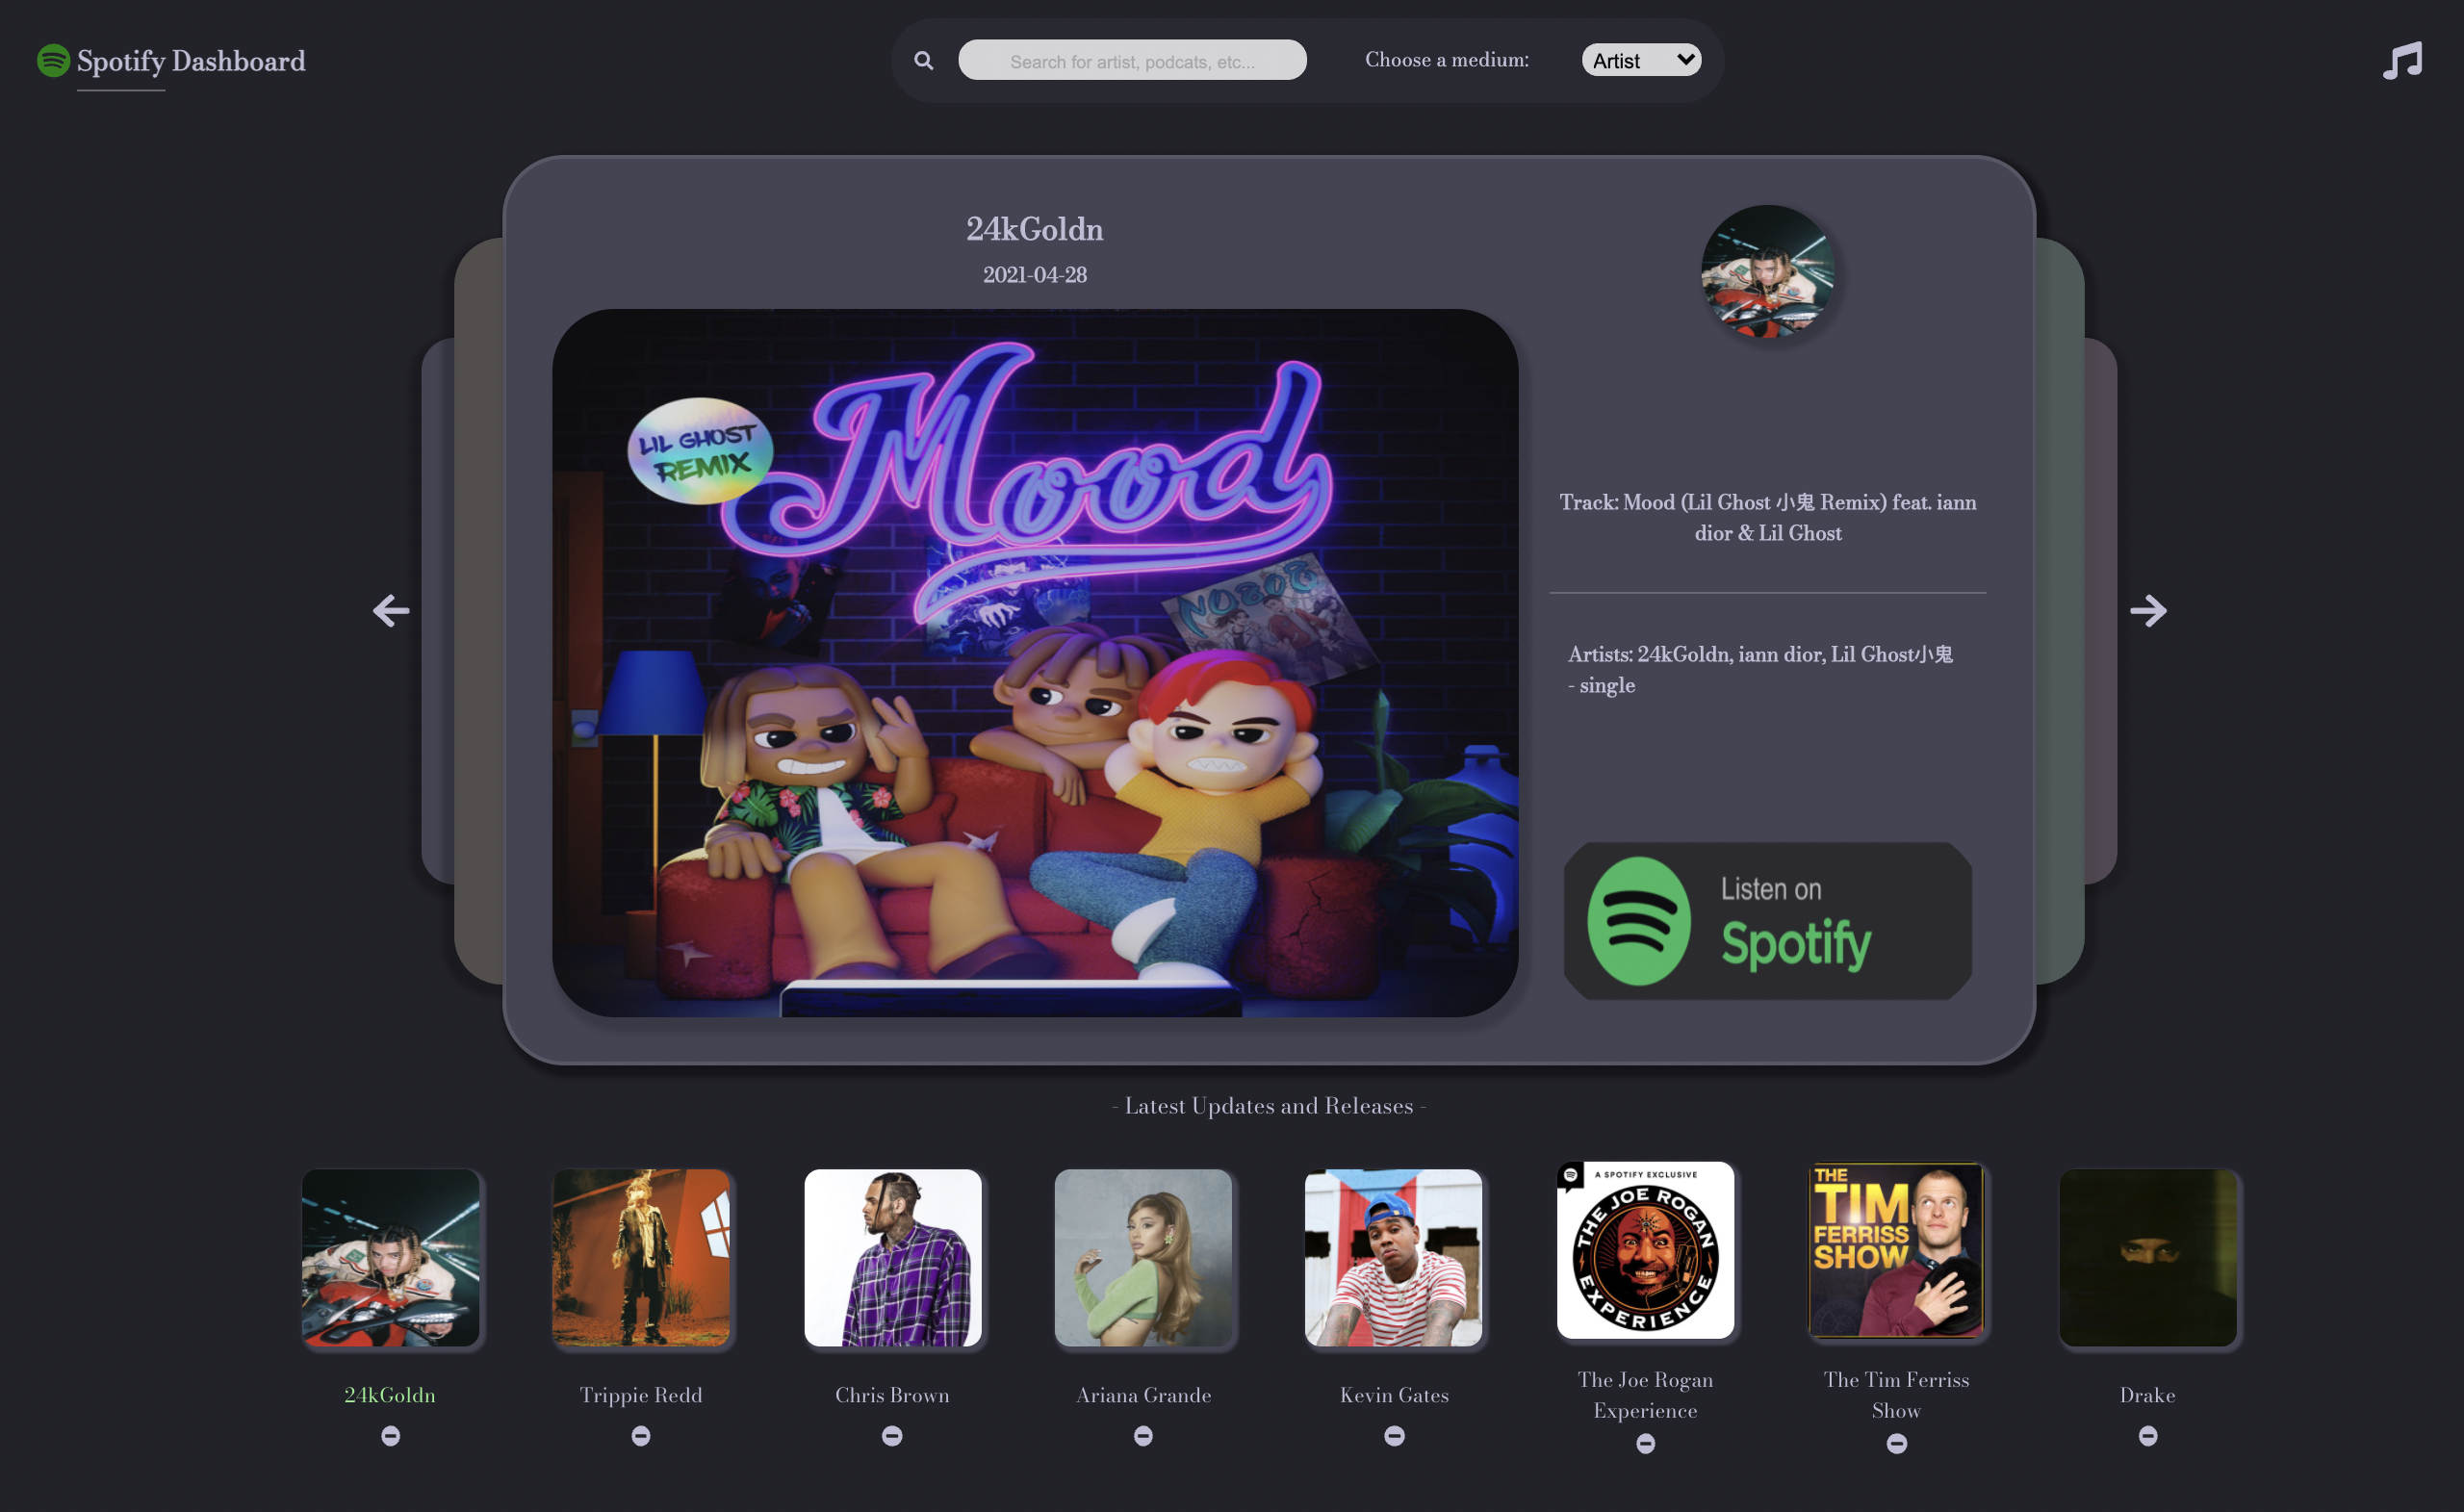 Spotify Dashboard
Search for artist, podcats, etc...
Choose a medium:
Artist
24kGoldn
2021-04-28
LIL GHOST
REMIX
Mood
Track: Mood (Lil Ghost 小鬼 Remix) feat. iann
dior & Lil Ghost
Artists: 24kGoldn, iann dior, Lil Ghost小鬼
- single
Listen on
Spotify
- Latest Updates and Releases -
A SPOTIFY EXCLUSIVE
THE JOE ROGAN
EXPERIENCE
THE
TIM
FERRISS
SHOW
24kGoldn
Trippie Redd
Chris Brown
Ariana Grande
Kevin Gates
The Joe Rogan
Experience
The Tim Ferriss
Show
Drake